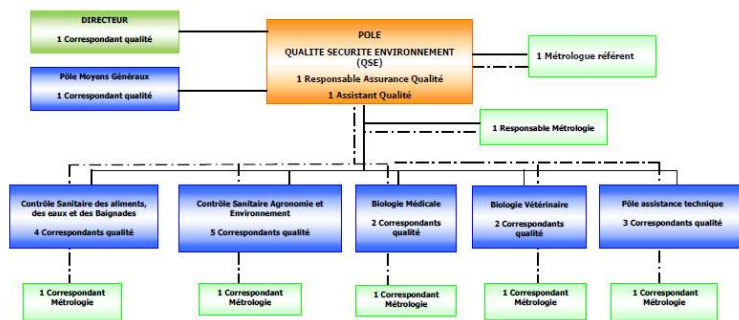 DIRECTEUR
1 Correspondant qualité
Pôle Moyens Généraux
1 Correspondant qualité
POLE
QUALITE SECURITE ENVIRONNEMENT
(QSE)
1 Responsable Assurance Qualité
1 Assistant Qualité
1 Métrologue référent
1 Responsable Métrologie
Contrôle Sanitaire des aliments,
des eaux et des Baignades
4 Correspondants qualité
Contrôle Sanitaire Agronomie et
Environnement
5 Correspondants qualité
Biologie Médicale
2 Correspondants
qualité
Biologie Vétérinaire
2 Correspondants
qualité
Pôle assistance technique
3 Correspondants qualité
1 Correspondant
Métrologie
1 Correspondant
Métrologie
1 Correspondant
Métrologie
1 Correspondant
Métrologie
1 Correspondant
Métrologie